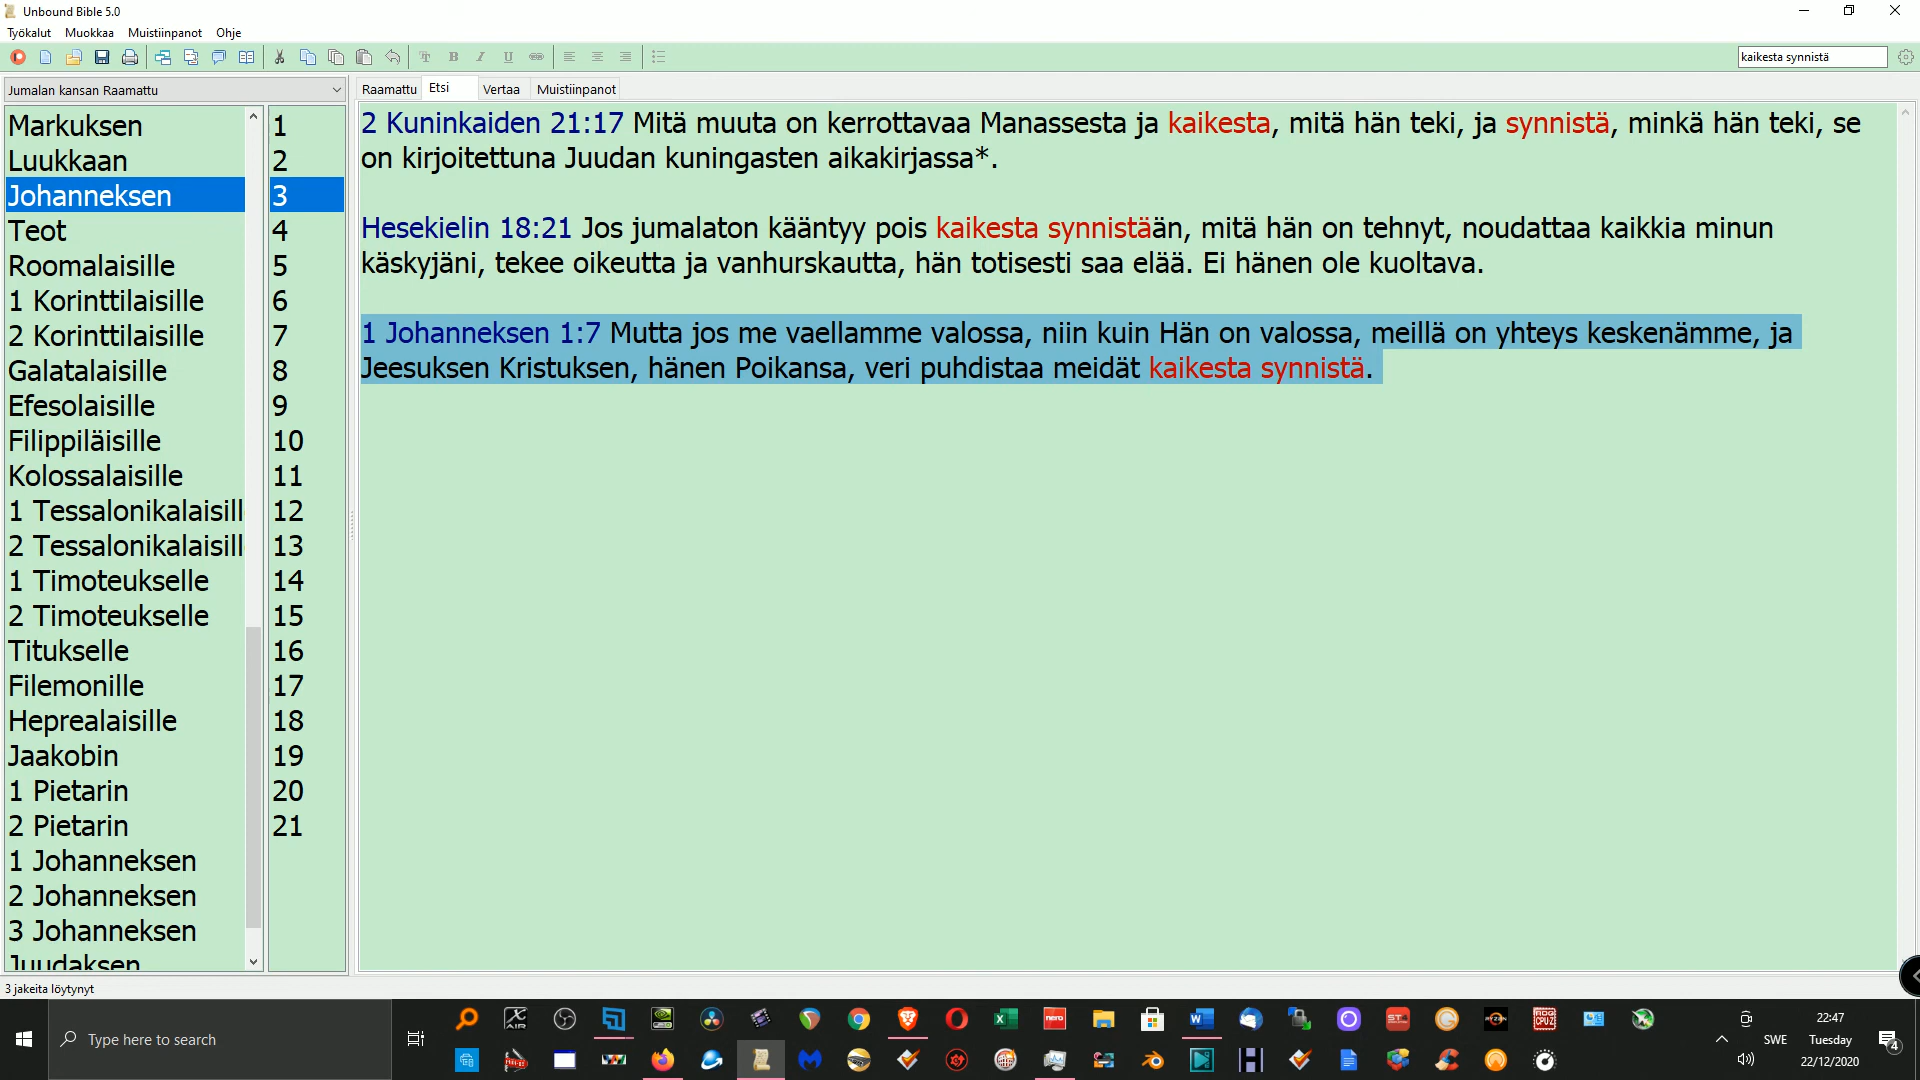 Unbound Bible 5.0
Työkalut Muokkaa Muistiinpanot Ohje
kaikesta synnistä
Jumalan kansan Raamattu
Raamattu Etsi Vertaa Muistiinpanot
Markuksen
Luukkaan
Johanneksen
Teot
Roomalaisille
1 Korinttilaisille
2 Korinttilaisille
Galatalaisille
Efesolaisille
Filippiläisille
Kolossalaisille
1 Tessalonikalaisill
2 Tessalonikalaisill
1 Timoteukselle
2 Timoteukselle
Titukselle
Filemonille
Heprealaisille
Jaakobin
1 Pietarin
2 Pietarin
1 Johanneksen
2 Johanneksen
3 Johanneksen
Juudaksen
1
2
3
4
5
6
7
8
9
10
11
12
13
14
15
16
17
18
19
20
21
2 Kuninkaiden 21:17 Mitä muuta on kerrottavaa Manassesta ja kaikesta, mitä hän teki, ja synnistä, minkä hän teki, se
on kirjoitettuna Juudan kuningasten aikakirjassa*.
Hesekielin 18:21 Jos jumalaton kääntyy pois kaikesta synnistään, mitä hän on tehnyt, noudattaa kaikkia minun
käskyjäni, tekee oikeutta ja vanhurskautta, hän totisesti saa elää. Ei hänen ole kuoltava.
1 Johanneksen 1:7 Mutta jos me vaellamme valossa, niin kuin Hän on valossa, meillä on yhteys keskenämme, ja
Jeesuksen Kristuksen, hänen Poikansa, veri puhdistaa meidät kaikesta synnistä.
3 jakeita löytynyt
Type here to search
SWE
22:47
Tuesday
22/12/2020
4